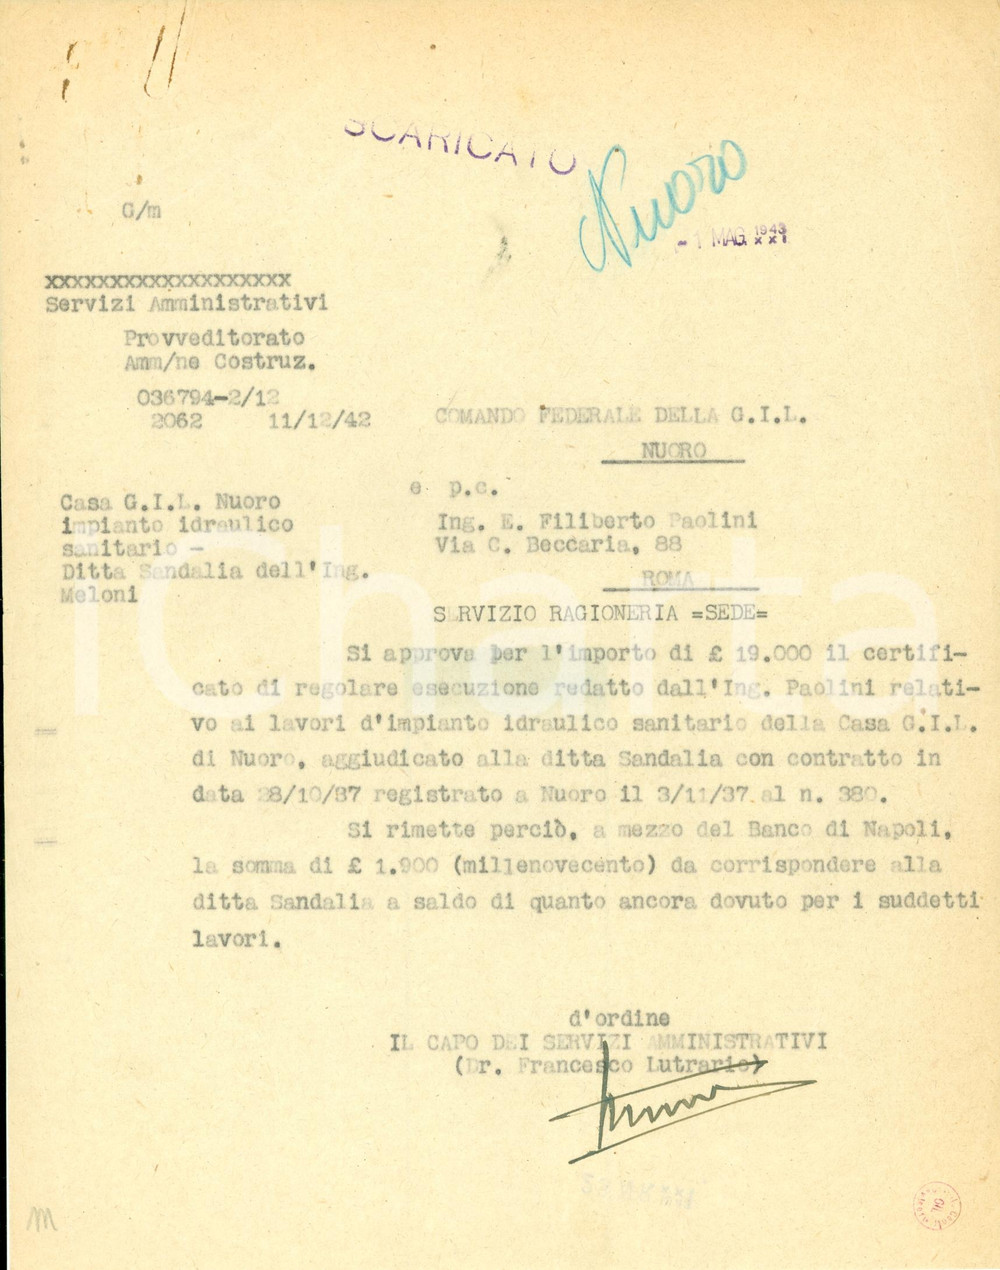 SCARICATO
Nuoro
- 1 MAG. 1943
XXI
G/m
xxxxxxxxxxxxxxxxxxx
Servizi Amministrativi
Provveditorato
Amm/ne Costruz.
036794-2/12
2062 11/12/42
COMANDO FEDERALE DELLA G.I.L.
NUORO
e p.c.
Casa G.I.L. Nuoro
impianto idraulico
sanitario -
Ditta Sandalia dell'Ing.
Meloni
Ing. E. Filiberto Paolini
Via C. Beccaria, 88
ROMA
SERVIZIO RAGIONERIA =SEDE=
Si approva per l'importo di £ 19.000 il certifi-
cato di regolare esecuzione redatto dall'Ing. Paolini relati-
vo ai lavori d'impianto idraulico sanitario della Casa G.I.L.
di Nuoro, aggiudicato alla ditta Sandalia con contratto in
data 28/10/37 registrato a Nuoro il 3/11/37 al n. 380.
Si rimette perciò, a mezzo del Banco di Napoli,
la somma di £ 1.900 (millenovecento) da corrispondere alla
ditta Sandalia a saldo di quanto ancora dovuto per i suddetti
lavori.
d'ordine
IL CAPO DEI SERVIZI AMMINISTRATIVI
(Dr. Francesco Lutrario)
m
iCharta